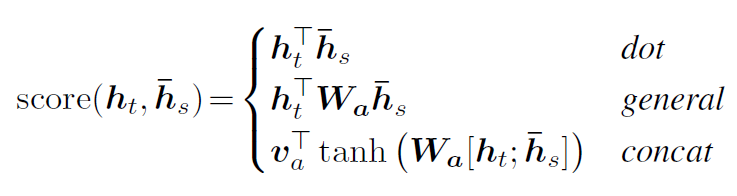 h_t^⊤ h̄_s dot
score(h_t, h̄_s) = { h_t^⊤ W_a h̄_s general
v_a^⊤ tanh (W_a[h_t; h̄_s]) concat